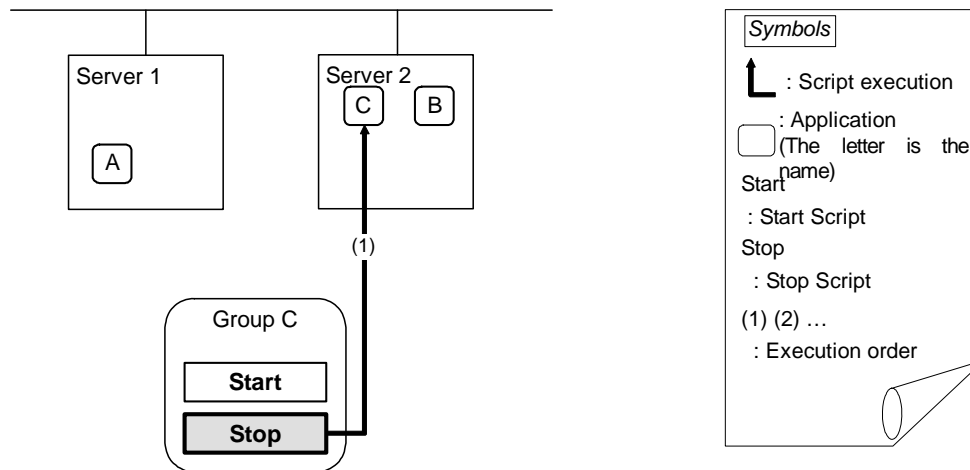 Server 1
A
Server 2
C
B
(1)
Group C
Start
Stop
Symbols
: Script execution
: Application
(The letter is the
name)
Start
: Start Script
Stop
: Stop Script
(1) (2) …
: Execution order